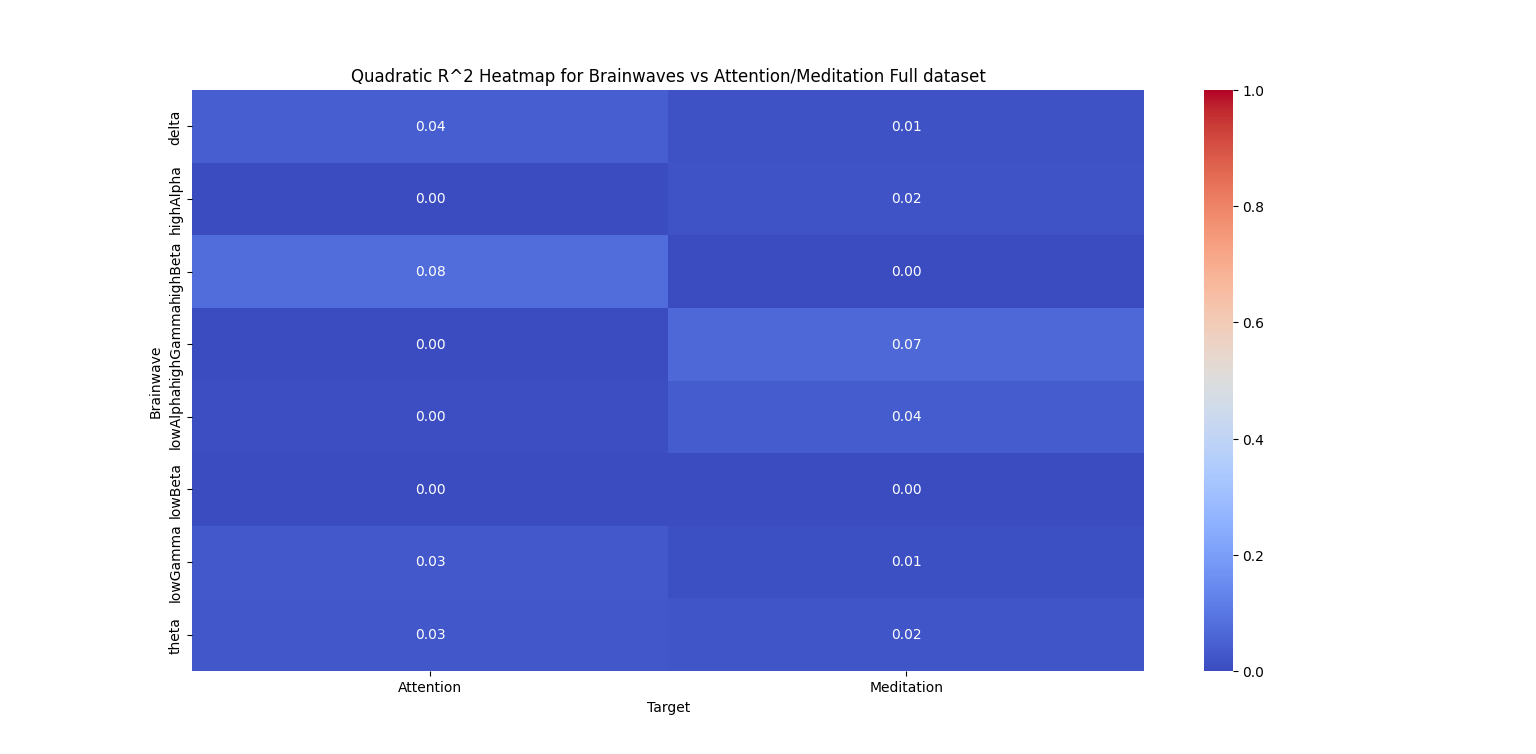 Quadratic R^2 Heatmap for Brainwaves vs Attention/Meditation Full dataset
Brainwave
delta
0.04
0.01
highAlpha
0.00
0.02
highBeta
0.08
0.00
highGamma
0.00
0.07
lowAlpha
0.00
0.04
lowBeta
0.00
0.00
lowGamma
0.03
0.01
theta
0.03
0.02
Attention
Meditation
Target
1.0
0.8
0.6
0.4
0.2
0.0